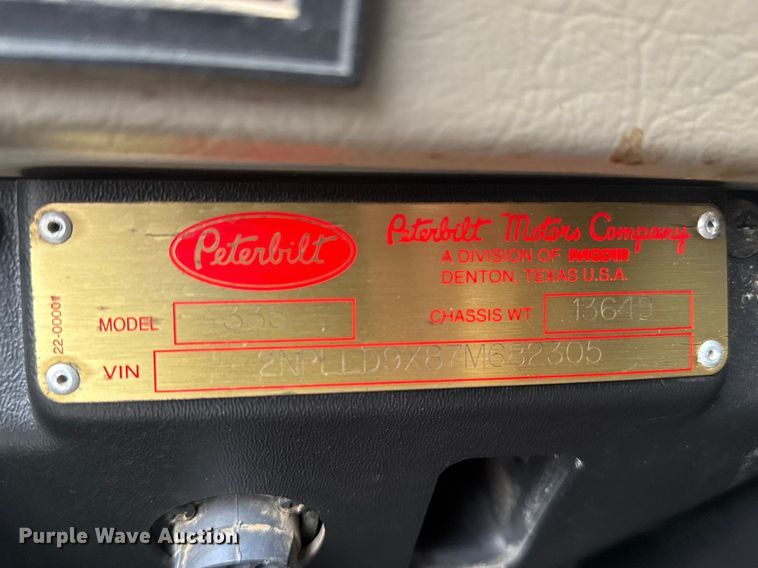 Peterbilt
Peterbilt Motors Company
A DIVISION OF PACCAR
DENTON, TEXAS U.S.A.
MODEL 335
CHASSIS WT 13649
VIN 2NPLLD9X87M682305
22-00001
Purple Wave Auction